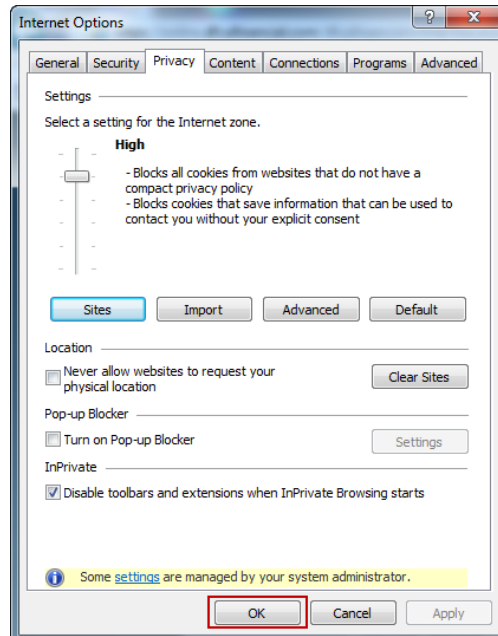 Internet Options
General Security Privacy Content Connections Programs Advanced
Settings
Select a setting for the Internet zone.
High
- Blocks all cookies from websites that do not have a
compact privacy policy
- Blocks cookies that save information that can be used to
contact you without your explicit consent
Sites Import Advanced Default
Location
Never allow websites to request your
physical location
Clear Sites
Pop-up Blocker
Turn on Pop-up Blocker
Settings
InPrivate
Disable toolbars and extensions when InPrivate Browsing starts
Some settings are managed by your system administrator.
OK Cancel Apply